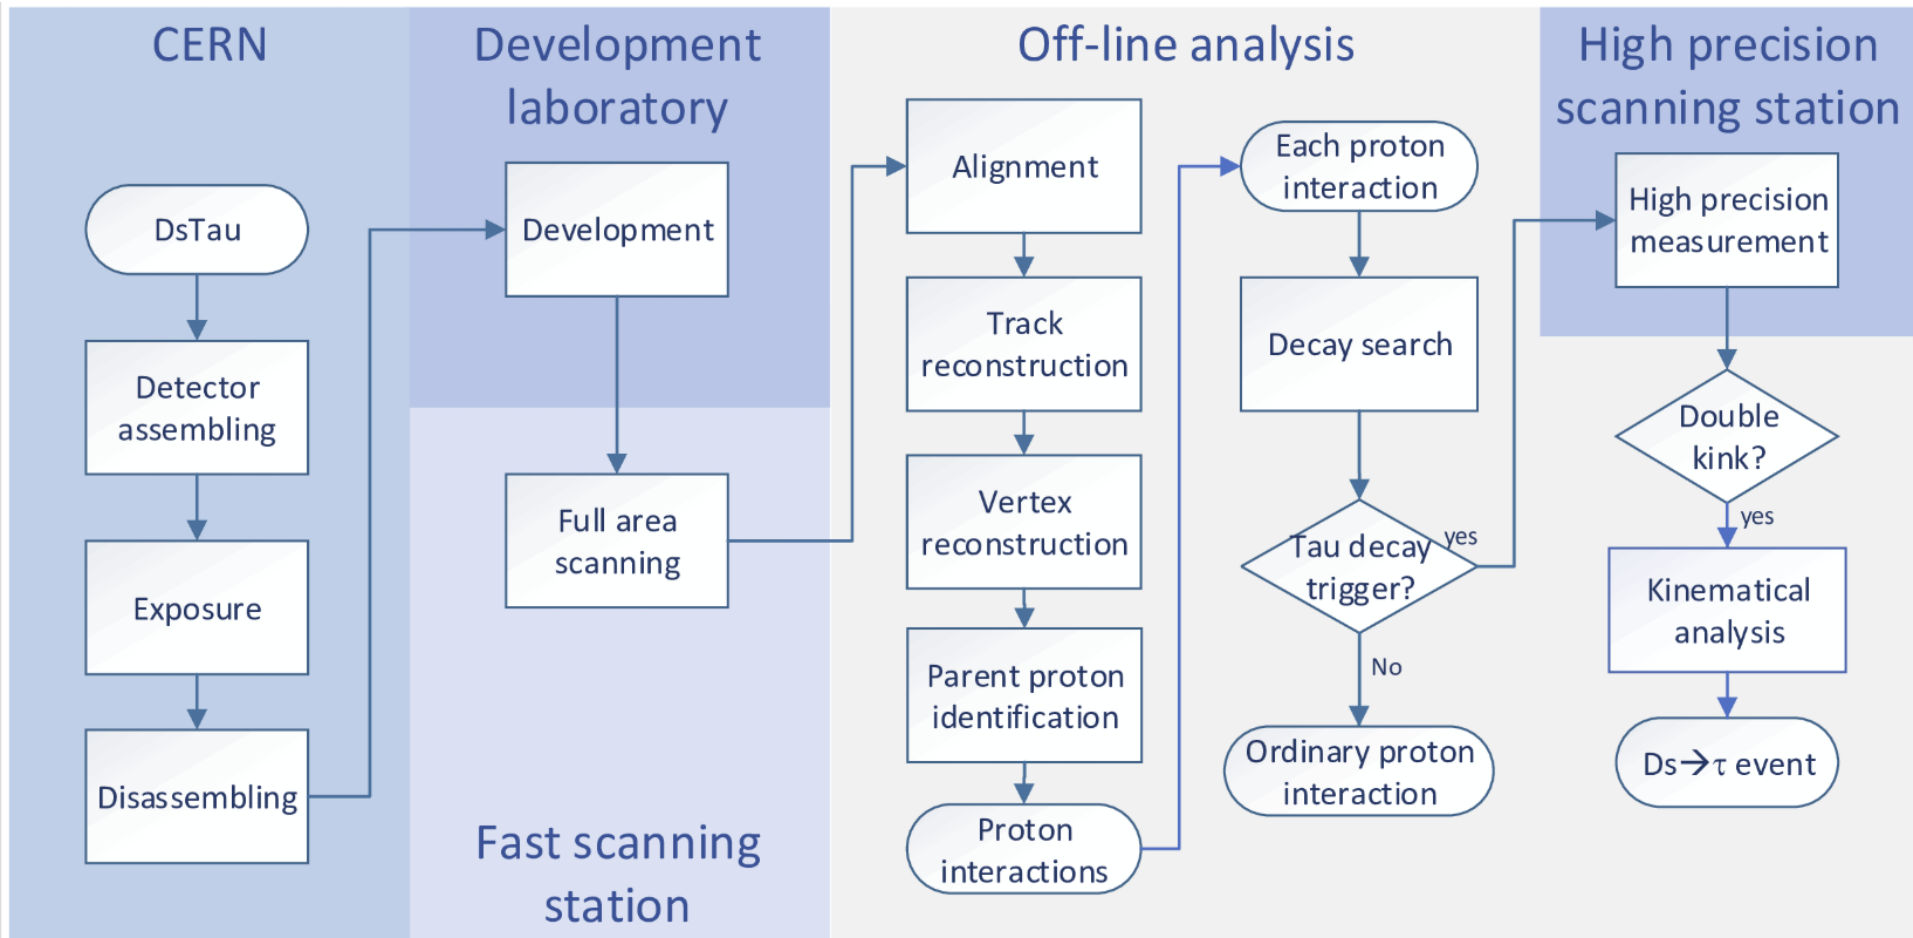 CERN
DsTau
Detector
assembling
Exposure
Disassembling
Development
laboratory
Development
Full area
scanning
Fast scanning
station
Off-line analysis
Alignment
Track
reconstruction
Vertex
reconstruction
Parent proton
identification
Proton
interactions
Each proton
interaction
Decay search
Tau decay
trigger?
yes
No
Ordinary proton
interaction
High precision
scanning station
High precision
measurement
Double
kink?
yes
Kinematical
analysis
Ds→τ event